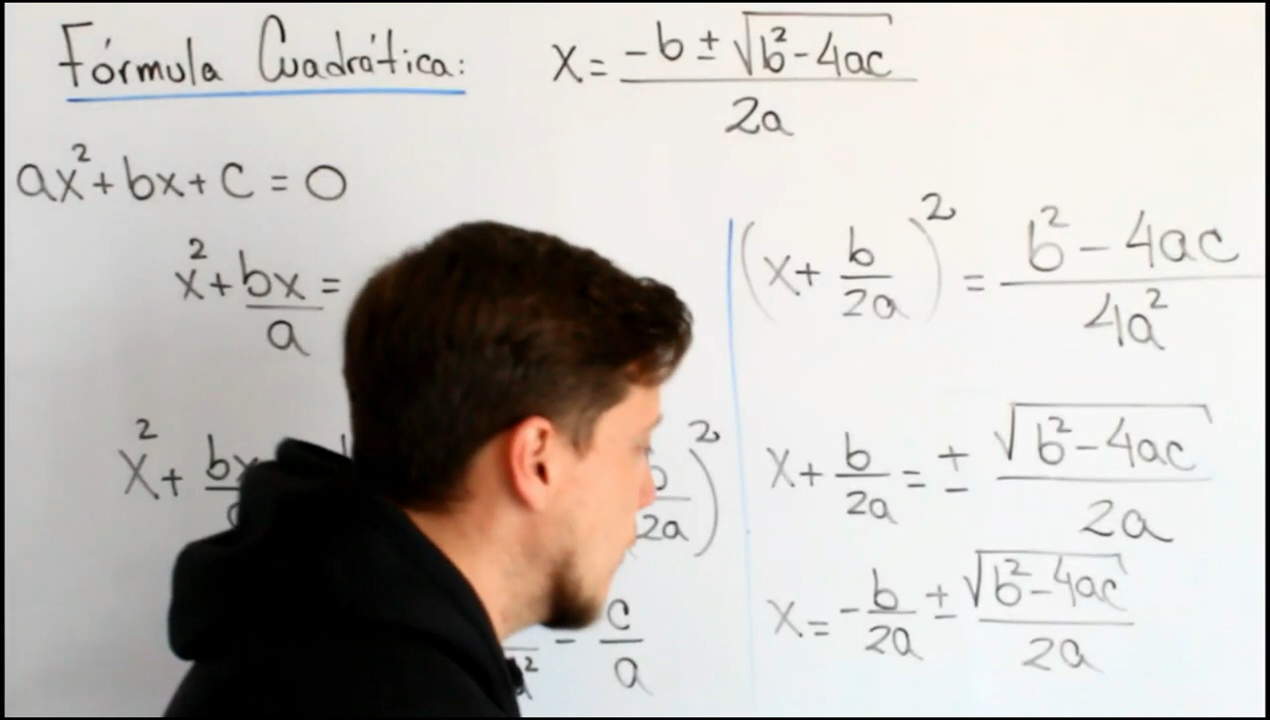 Fórmula Cuadrática:
x = (-b ± √(b² - 4ac)) / 2a
ax² + bx + c = 0
x² + bx/a =
x² + bx/
/2a)²
- c/a
(x + b/2a)² = (b² - 4ac) / 4a²
x + b/2a = ± √(b² - 4ac) / 2a
x = - b/2a ± √(b² - 4ac) / 2a